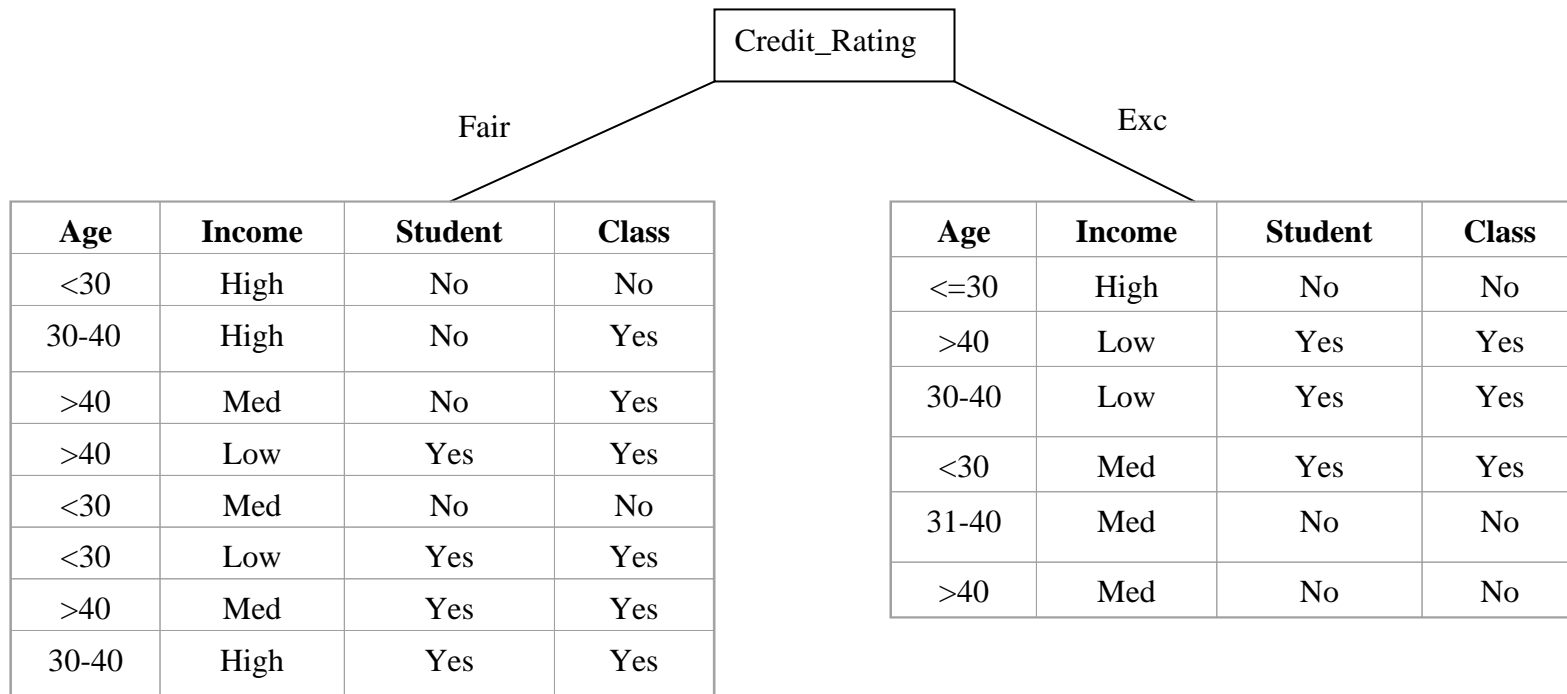 Credit_Rating
Fair
Exc
Age Income Student Class
<30 High No No
30-40 High No Yes
>40 Med No Yes
>40 Low Yes Yes
<30 Med No No
<30 Low Yes Yes
>40 Med Yes Yes
30-40 High Yes Yes
Age Income Student Class
<=30 High No No
>40 Low Yes Yes
30-40 Low Yes Yes
<30 Med Yes Yes
31-40 Med No No
>40 Med No No